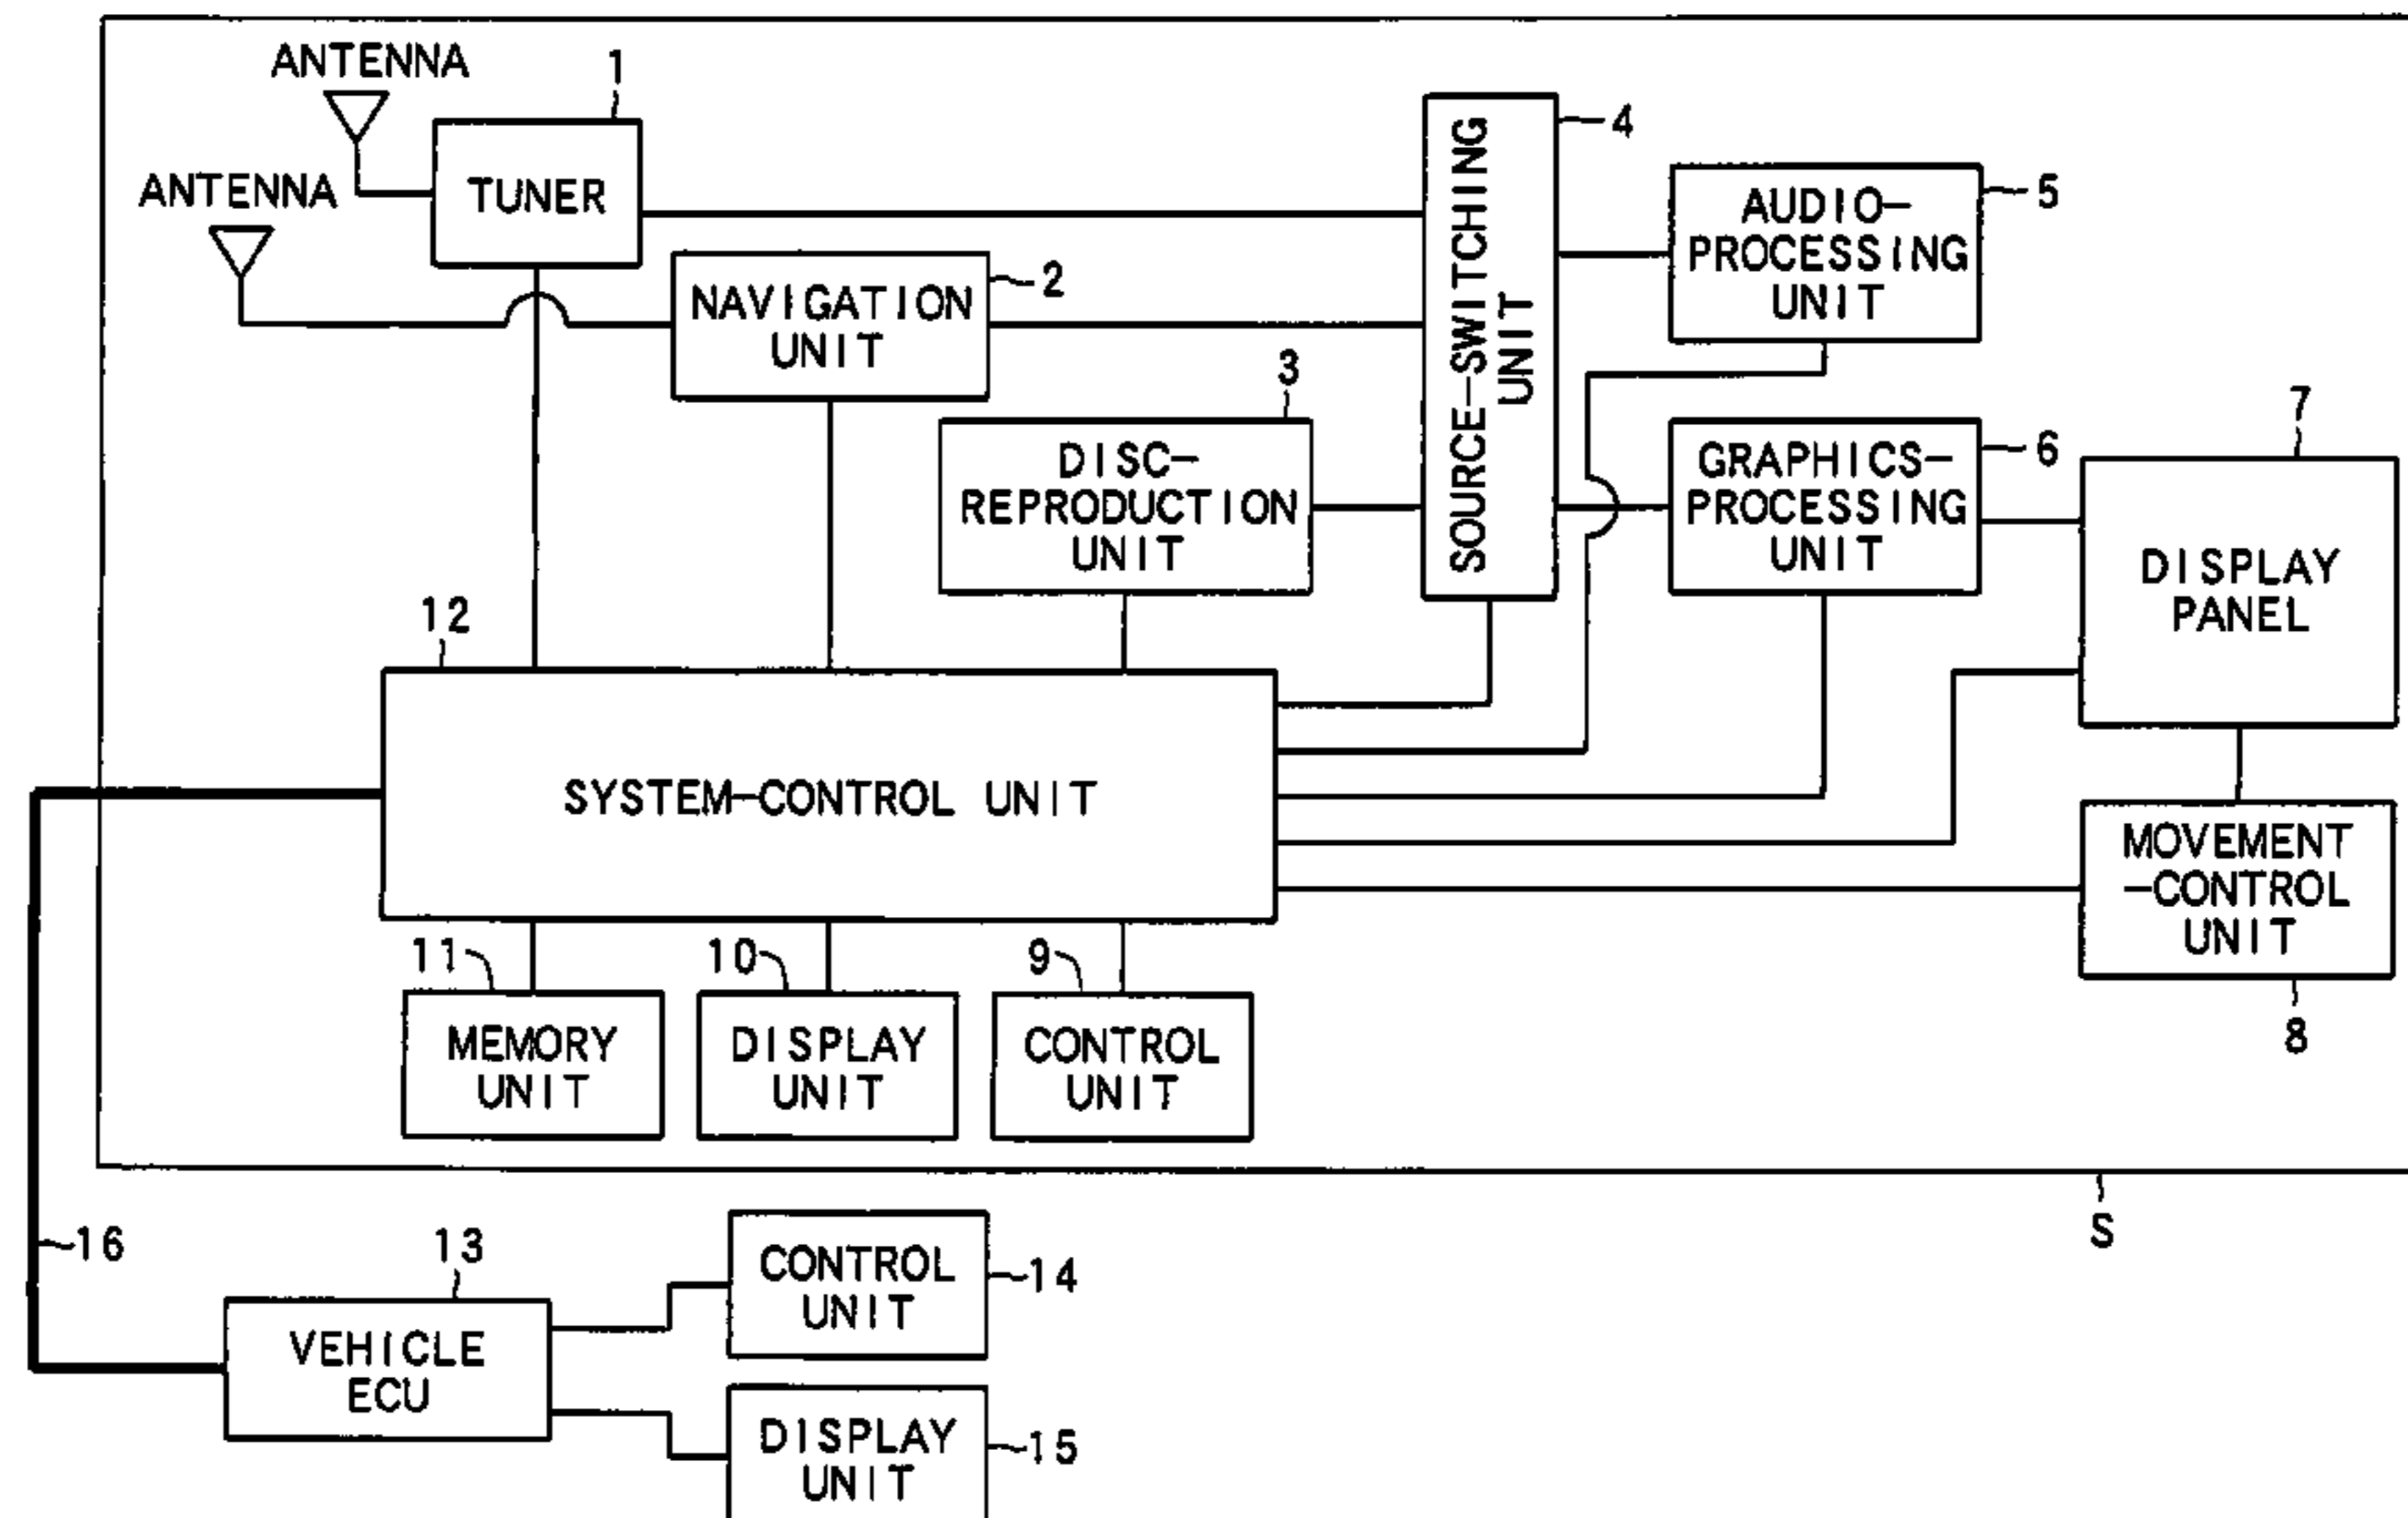 ANTENNA
1
TUNER
ANTENNA
NAVIGATION
UNIT
2
3
DISC-
REPRODUCTION
UNIT
SOURCE-SWITCHING
UNIT
4
AUDIO-
PROCESSING
UNIT
5
GRAPHICS-
PROCESSING
UNIT
6
7
DISPLAY
PANEL
12
SYSTEM-CONTROL UNIT
MOVEMENT
-CONTROL
UNIT
8
11
MEMORY
UNIT
10
DISPLAY
UNIT
9
CONTROL
UNIT
S
16
13
VEHICLE
ECU
CONTROL
UNIT
14
DISPLAY
UNIT
15